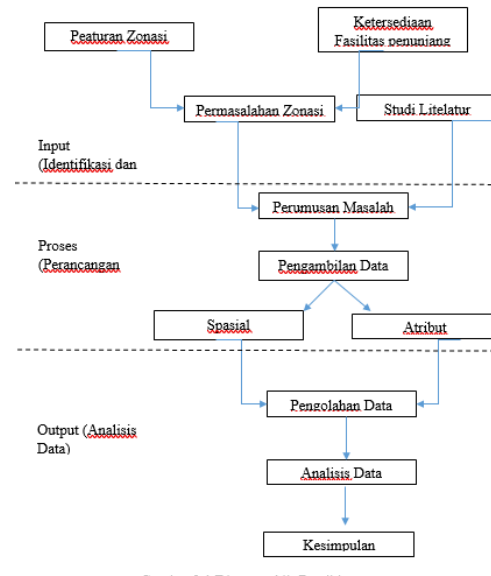 Peaturan Zonasi
Ketersediaan
Fasilitas penunjang
Permasalahan Zonasi
Studi Litelatur
Input
(Identifikasi dan
Perumusan Masalah
Proses
(Perancangan
Pengambilan Data
Spasial
Atribut
Pengolahan Data
Output (Analisis
Data)
Analisis Data
Kesimpulan